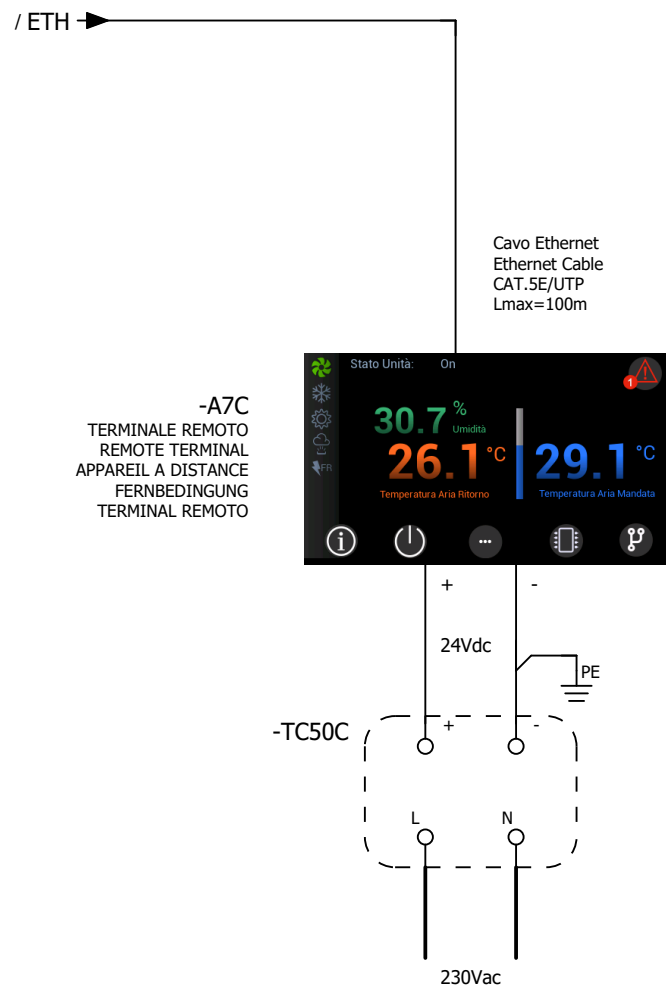 / ETH
Cavo Ethernet
Ethernet Cable
CAT.5E/UTP
Lmax=100m
-A7C
TERMINALE REMOTO
REMOTE TERMINAL
APPAREIL A DISTANCE
FERNBEDINGUNG
TERMINAL REMOTO
Stato Unità: On
1
30.7 %
Umidità
26.1 °C
Temperatura Aria Ritorno
29.1 °C
Temperatura Aria Mandata
FR
i
...
+ -
24Vdc
PE
-TC50C
+ -
L N
230Vac